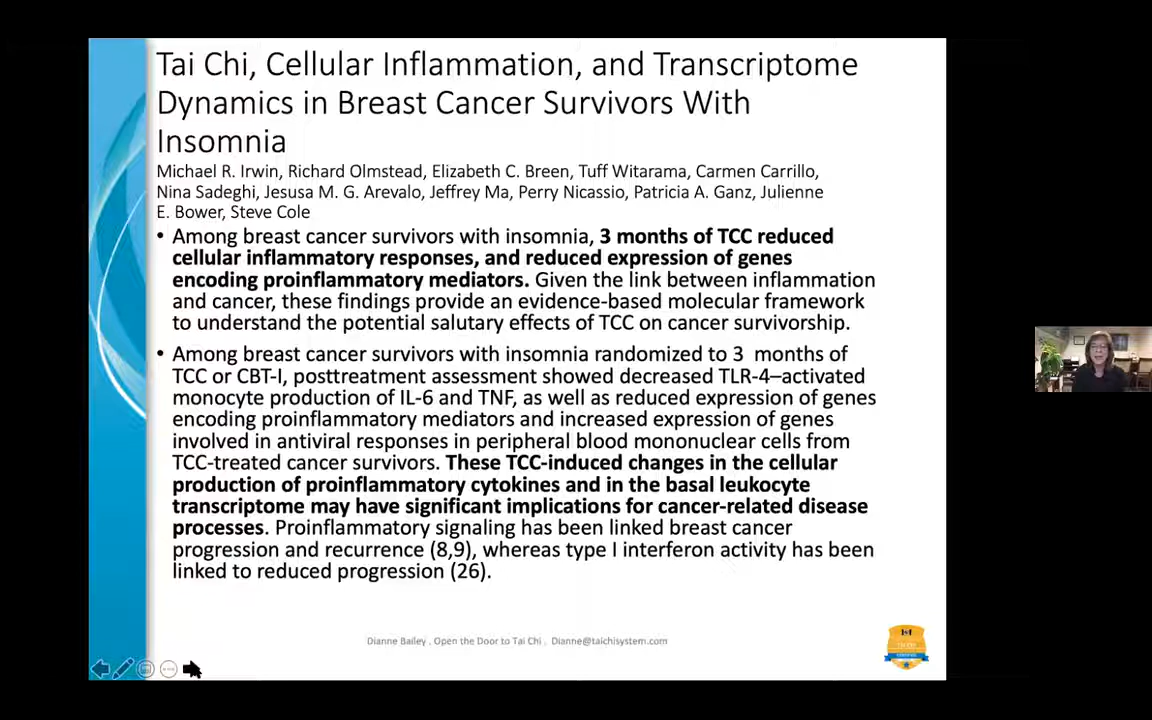 Tai Chi, Cellular Inflammation, and Transcriptome
Dynamics in Breast Cancer Survivors With
Insomnia
Michael R. Irwin, Richard Olmstead, Elizabeth C. Breen, Tuff Witarama, Carmen Carrillo,
Nina Sadeghi, Jesusa M. G. Arevalo, Jeffrey Ma, Perry Nicassio, Patricia A. Ganz, Julienne
E. Bower, Steve Cole
• Among breast cancer survivors with insomnia, 3 months of TCC reduced
cellular inflammatory responses, and reduced expression of genes
encoding proinflammatory mediators. Given the link between inflammation
and cancer, these findings provide an evidence-based molecular framework
to understand the potential salutary effects of TCC on cancer survivorship.
• Among breast cancer survivors with insomnia randomized to 3 months of
TCC or CBT-I, posttreatment assessment showed decreased TLR-4–activated
monocyte production of IL-6 and TNF, as well as reduced expression of genes
encoding proinflammatory mediators and increased expression of genes
involved in antiviral responses in peripheral blood mononuclear cells from
TCC-treated cancer survivors. These TCC-induced changes in the cellular
production of proinflammatory cytokines and in the basal leukocyte
transcriptome may have significant implications for cancer-related disease
processes. Proinflammatory signaling has been linked breast cancer
progression and recurrence (8,9), whereas type I interferon activity has been
linked to reduced progression (26).
Dianne Bailey . Open the Door to Tai Chi . Dianne@taichisystem.com